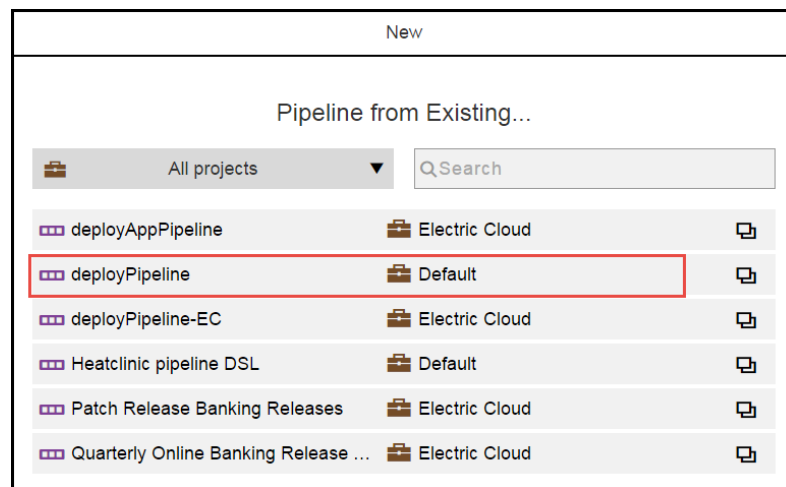 New
Pipeline from Existing...
All projects Search
deployAppPipeline Electric Cloud
deployPipeline Default
deployPipeline-EC Electric Cloud
Heatclinic pipeline DSL Default
Patch Release Banking Releases Electric Cloud
Quarterly Online Banking Release ... Electric Cloud